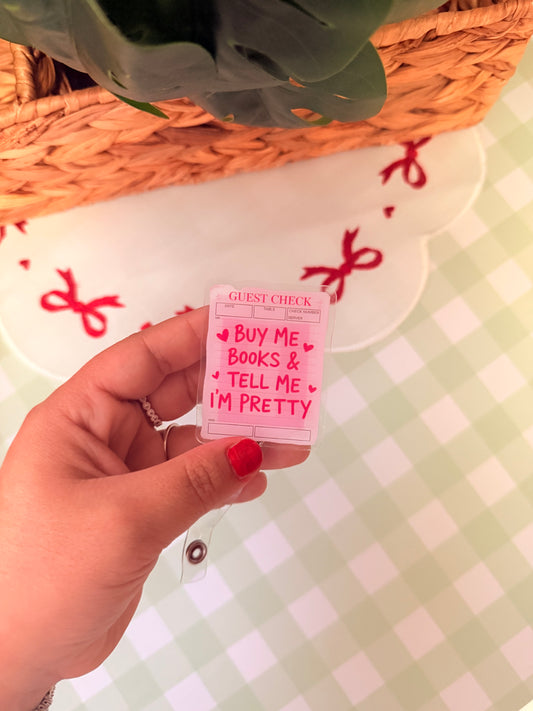 GUEST CHECK
DATE TABLE CHECK NUMBER
SERVER
BUY ME
BOOKS &
TELL ME
I'M PRETTY